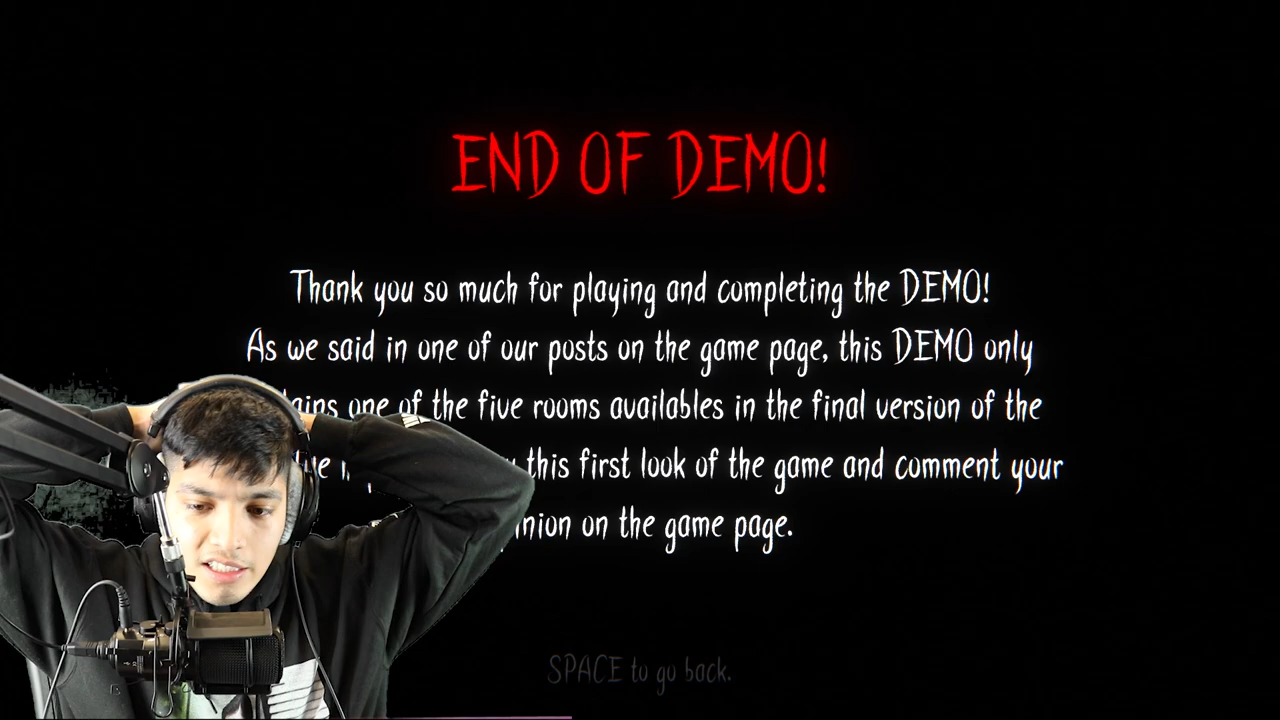 END OF DEMO!
Thank you so much for playing and completing the DEMO!
As we said in one of our posts on the game page, this DEMO only
one of the five rooms availables in the final version of the
this first look of the game and comment your
on the game page.
SPACE to go back.